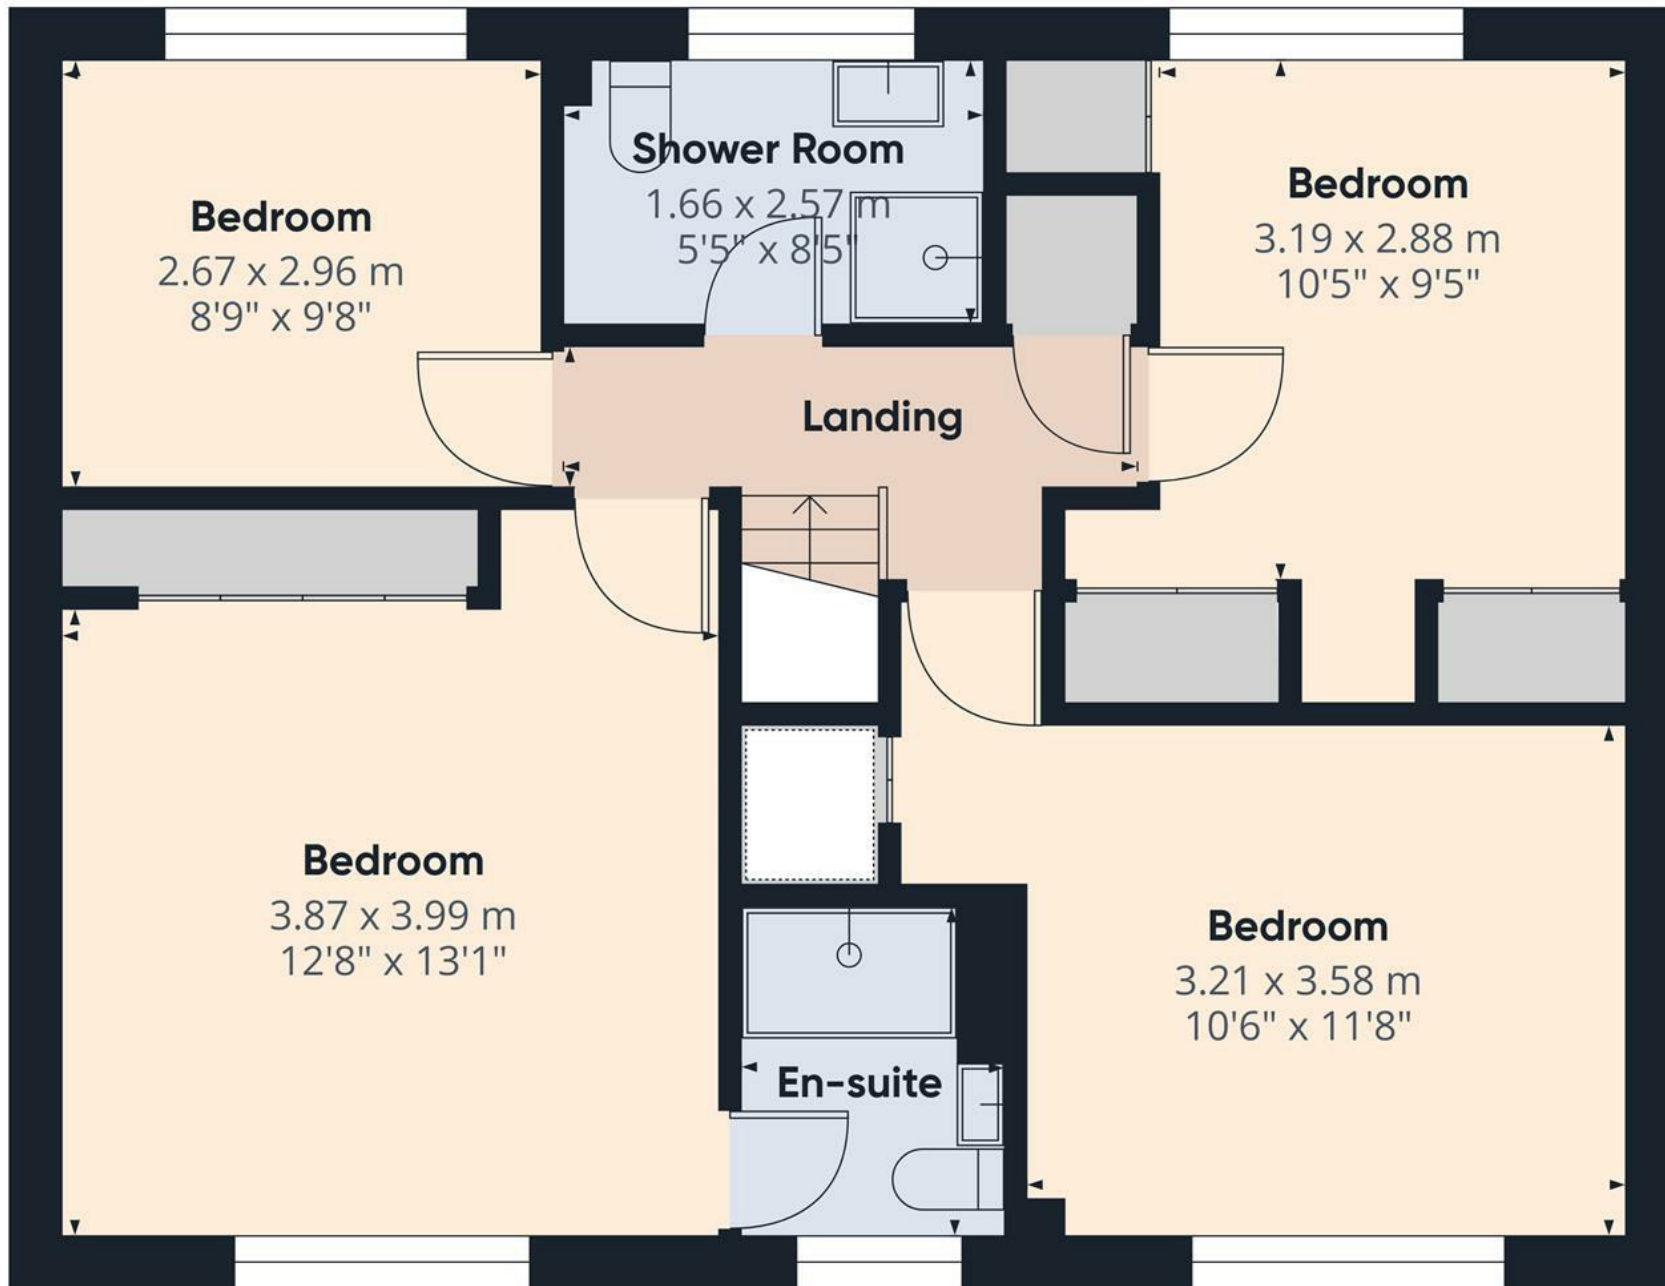 Shower Room
1.66 x 2.57 m
5'5" x 8'5"
Bedroom
2.67 x 2.96 m
8'9" x 9'8"
Bedroom
3.19 x 2.88 m
10'5" x 9'5"
Landing
Bedroom
3.87 x 3.99 m
12'8" x 13'1"
Bedroom
3.21 x 3.58 m
10'6" x 11'8"
En-suite